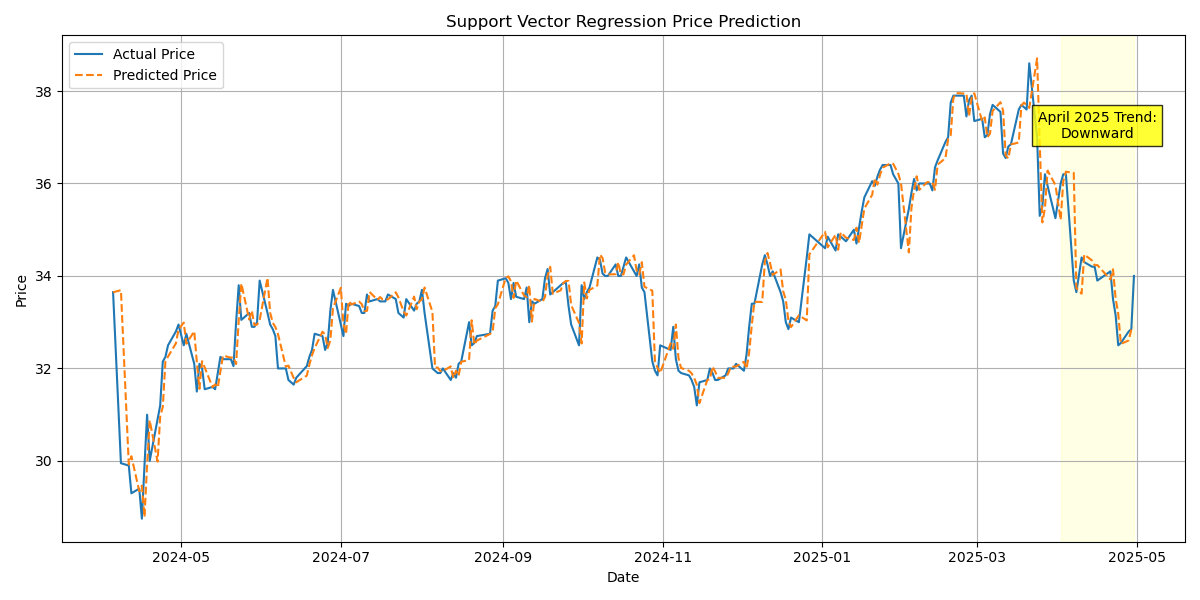 Support Vector Regression Price Prediction
Actual Price
Predicted Price
April 2025 Trend:
Downward
Price
38
36
34
32
30
2024-05
2024-07
2024-09
2024-11
2025-01
2025-03
2025-05
Date